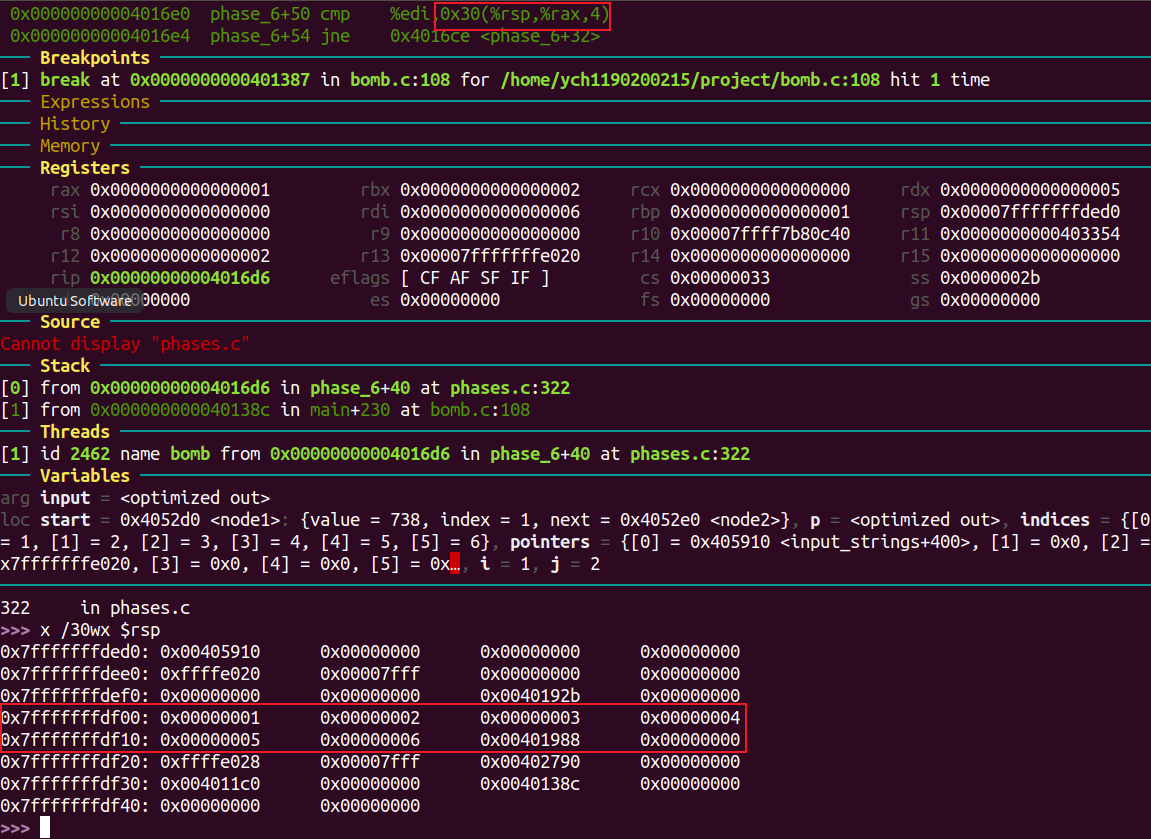 0x00000000004016e0  phase_6+50 cmp    %edi,0x30(%rsp,%rax,4)
0x00000000004016e4  phase_6+54 jne    0x4016ce <phase_6+32>
Breakpoints
[1] break at 0x0000000000401387 in bomb.c:108 for /home/ych1190200215/project/bomb.c:108 hit 1 time
Expressions
History
Memory
Registers
rax 0x0000000000000001 rbx 0x0000000000000002 rcx 0x0000000000000000 rdx 0x0000000000000005
rsi 0x0000000000000000 rdi 0x0000000000000006 rbp 0x0000000000000001 rsp 0x00007fffffffded0
r8 0x0000000000000000 r9 0x0000000000000000 r10 0x00007ffff7b80c40 r11 0x0000000000403354
r12 0x0000000000000002 r13 0x00007fffffffe020 r14 0x0000000000000000 r15 0x0000000000000000
rip 0x00000000004016d6 eflags [ CF AF SF IF ] cs 0x00000033 ss 0x0000002b
Ubuntu Software 0000 es 0x00000000 fs 0x00000000 gs 0x00000000
Source
Cannot display "phases.c"
Stack
[0] from 0x00000000004016d6 in phase_6+40 at phases.c:322
[1] from 0x000000000040138c in main+230 at bomb.c:108
Threads
[1] id 2462 name bomb from 0x00000000004016d6 in phase_6+40 at phases.c:322
Variables
arg input = <optimized out>
loc start = 0x4052d0 <node1>: {value = 738, index = 1, next = 0x4052e0 <node2>}, p = <optimized out>, indices = {[0]
= 1, [1] = 2, [2] = 3, [3] = 4, [4] = 5, [5] = 6}, pointers = {[0] = 0x405910 <input_strings+400>, [1] = 0x0, [2] =
x7fffffffe020, [3] = 0x0, [4] = 0x0, [5] = 0x…, i = 1, j = 2
322     in phases.c
>>> x /30wx $rsp
0x7fffffffded0: 0x00405910 0x00000000 0x00000000 0x00000000
0x7fffffffdee0: 0xffffe020 0x00007fff 0x00000000 0x00000000
0x7fffffffdef0: 0x00000000 0x00000000 0x0040192b 0x00000000
0x7fffffffdf00: 0x00000001 0x00000002 0x00000003 0x00000004
0x7fffffffdf10: 0x00000005 0x00000006 0x00401988 0x00000000
0x7fffffffdf20: 0xffffe028 0x00007fff 0x00402790 0x00000000
0x7fffffffdf30: 0x004011c0 0x00000000 0x0040138c 0x00000000
0x7fffffffdf40: 0x00000000 0x00000000
>>>